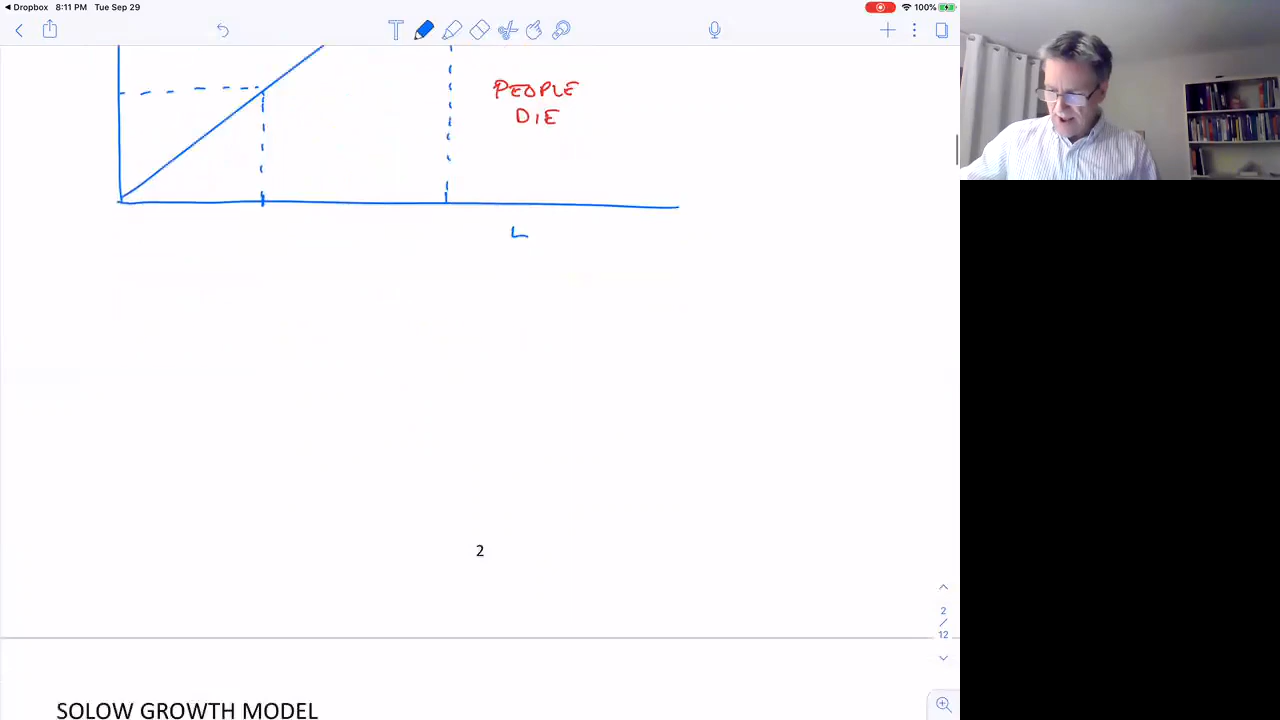 Dropbox 8:11 PM Tue Sep 29
100%
PEOPLE
DIE
L
2
2
/
12
SOLOW GROWTH MODEL